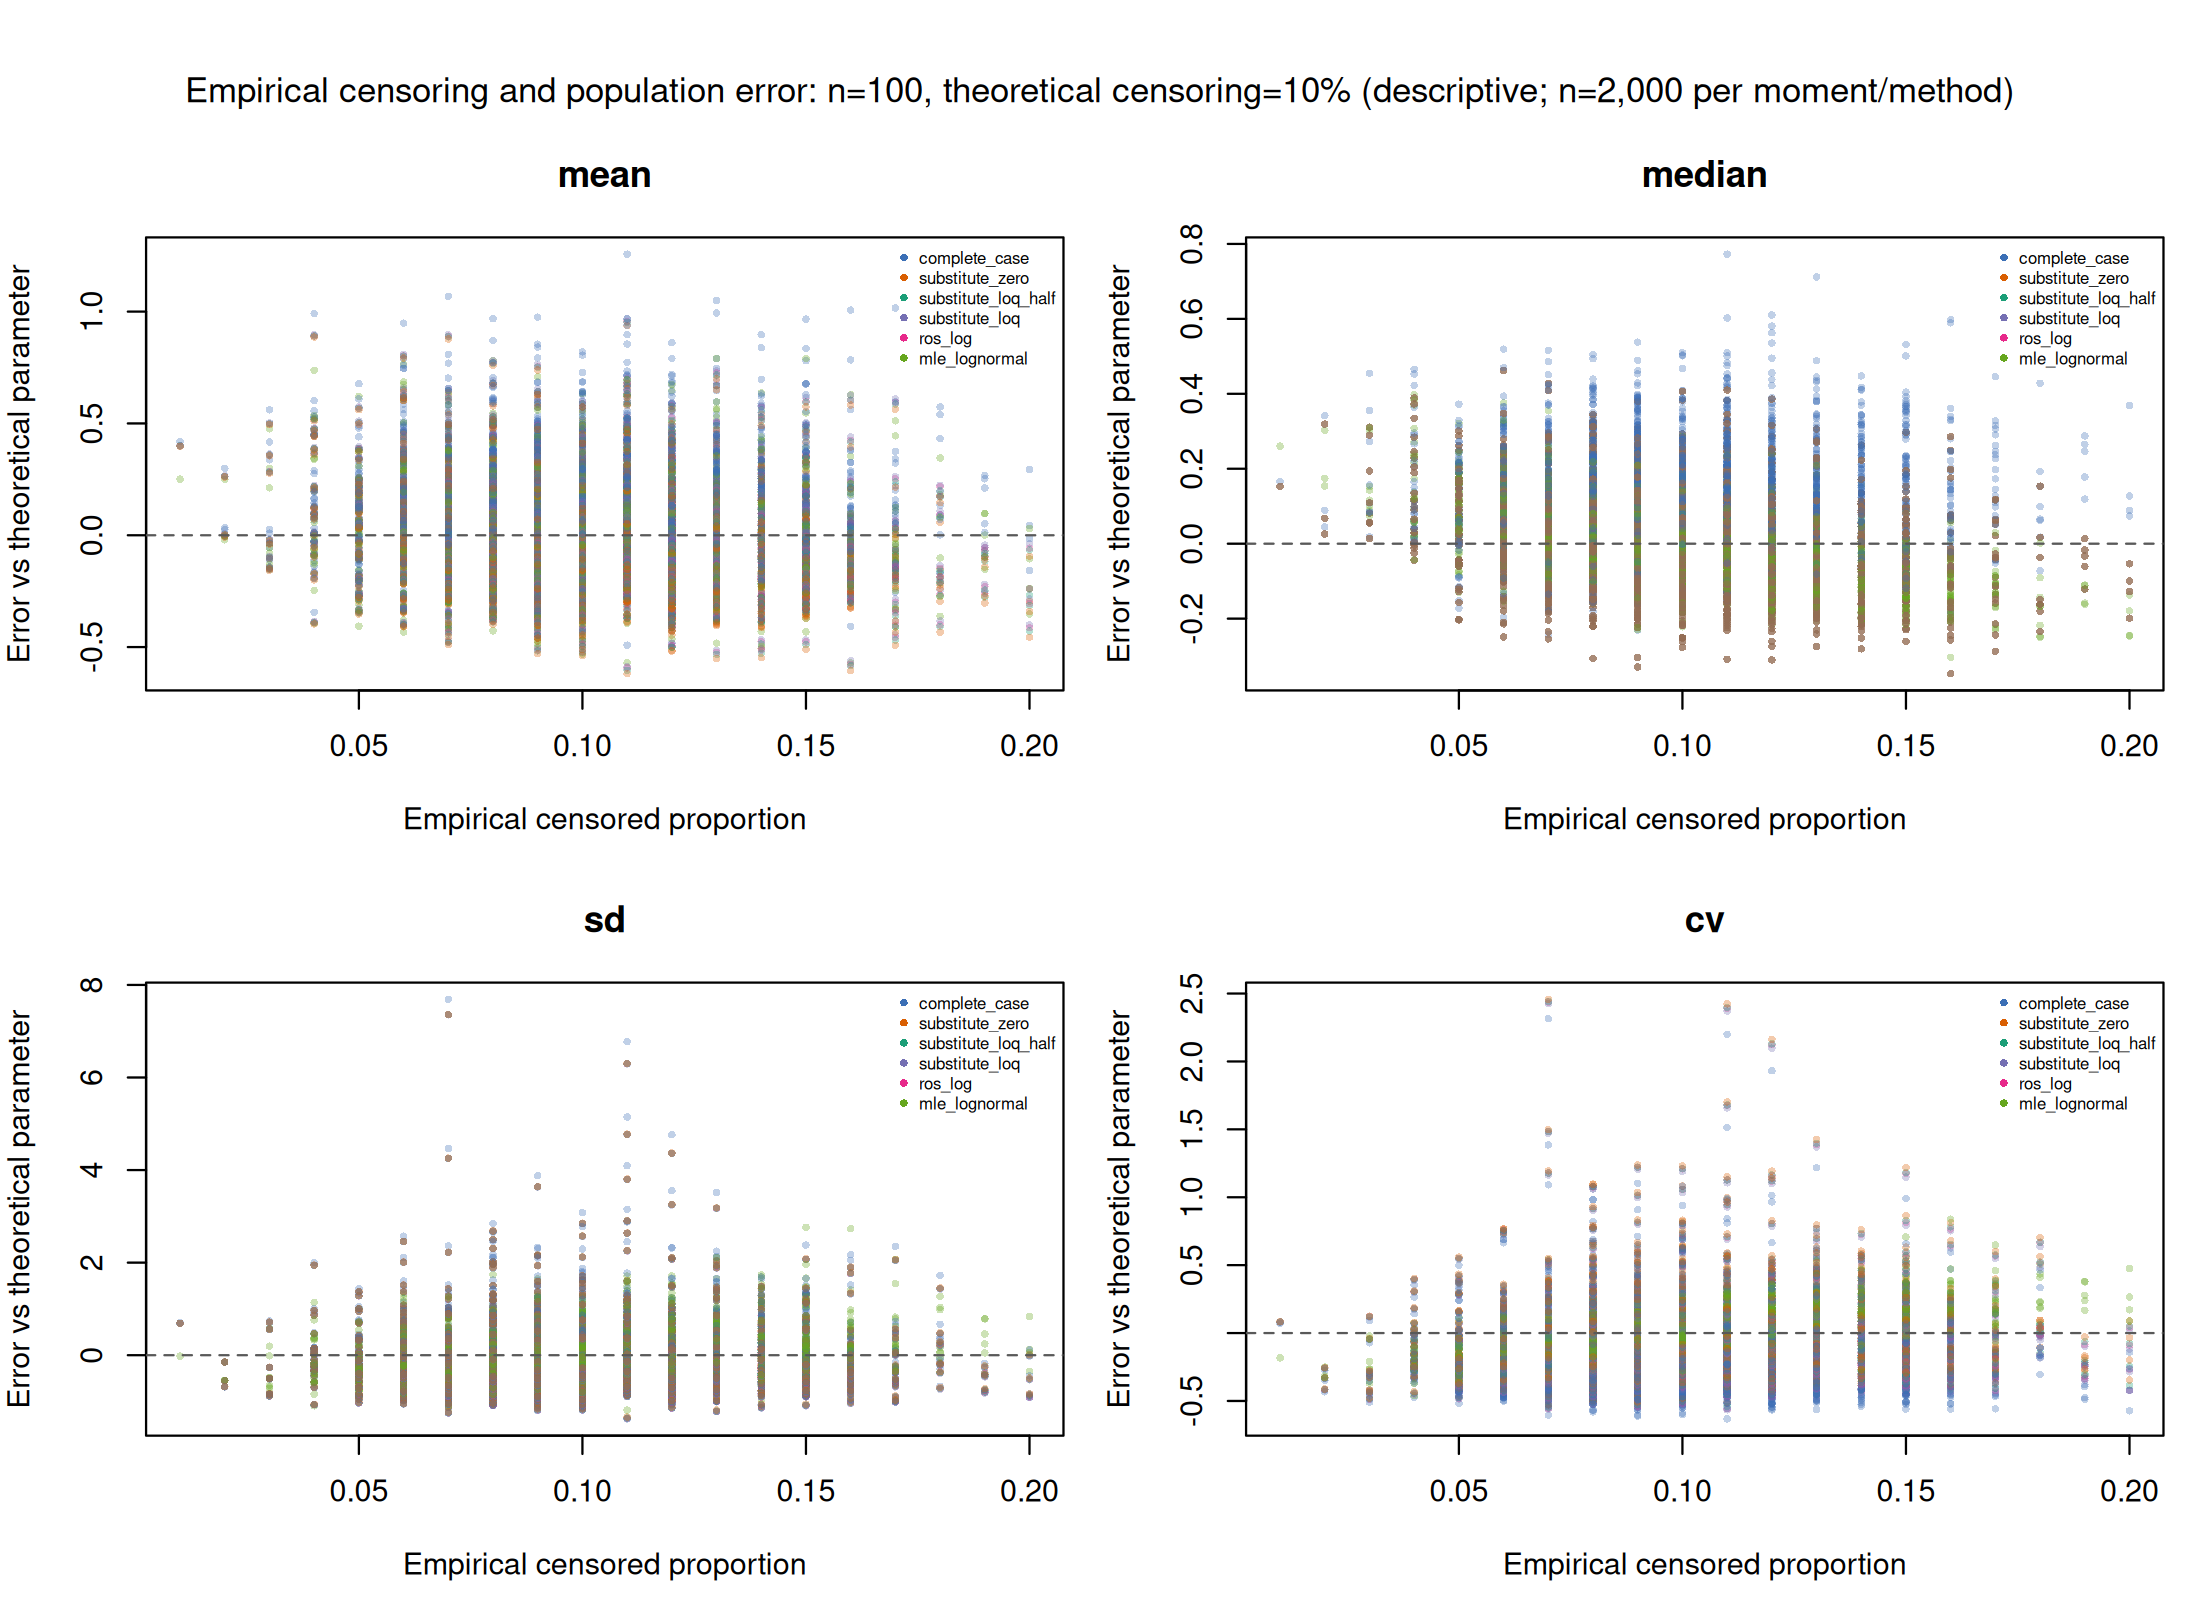 Empirical censoring and population error: n=100, theoretical censoring=10% (descriptive; n=2,000 per moment/method)
mean
Error vs theoretical parameter
1.0
0.5
0.0
-0.5
complete_case
substitute_zero
substitute_loq_half
substitute_loq
ros_log
mle_lognormal
0.05 0.10 0.15 0.20
Empirical censored proportion
median
Error vs theoretical parameter
0.8
0.6
0.4
0.2
0.0
-0.2
complete_case
substitute_zero
substitute_loq_half
substitute_loq
ros_log
mle_lognormal
0.05 0.10 0.15 0.20
Empirical censored proportion
sd
Error vs theoretical parameter
8
6
4
2
0
complete_case
substitute_zero
substitute_loq_half
substitute_loq
ros_log
mle_lognormal
0.05 0.10 0.15 0.20
Empirical censored proportion
cv
Error vs theoretical parameter
2.5
2.0
1.5
1.0
0.5
-0.5
complete_case
substitute_zero
substitute_loq_half
substitute_loq
ros_log
mle_lognormal
0.05 0.10 0.15 0.20
Empirical censored proportion